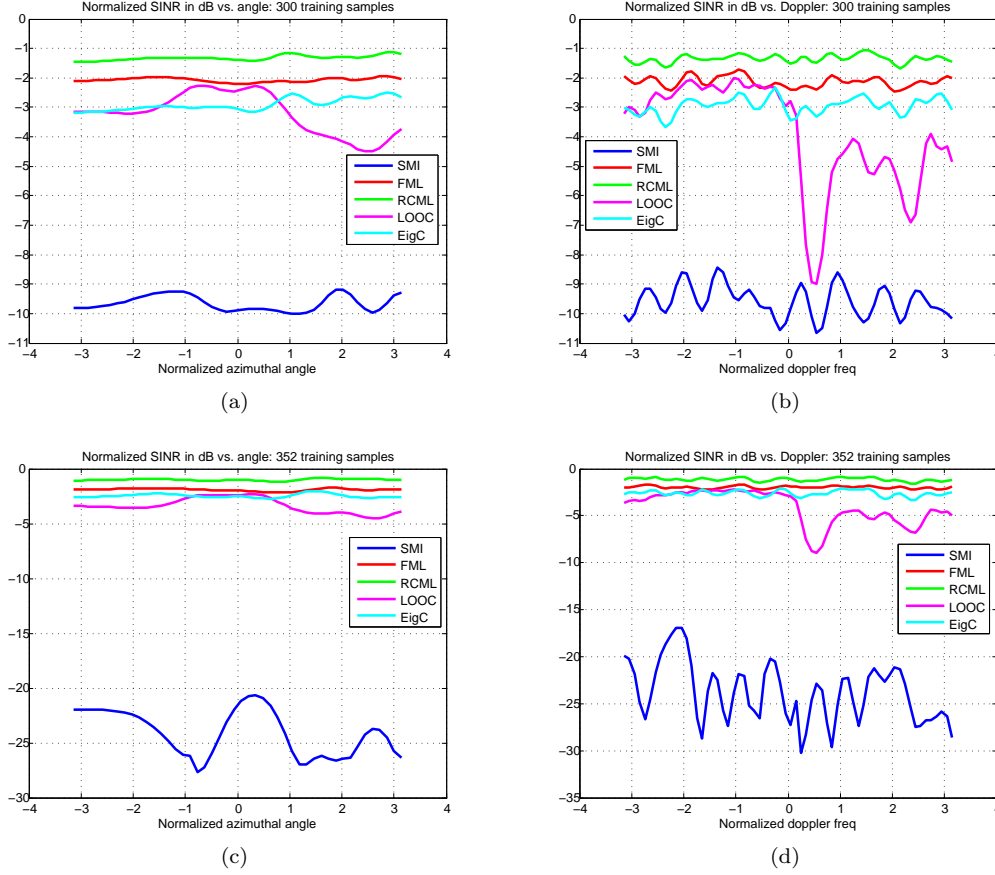 Normalized SINR in dB vs. angle: 300 training samples
0
−1
−2
−3
−4
−5
−6
−7
−8
−9
−10
−11
−4 −3 −2 −1 0 1 2 3 4
SMI
FML
RCML
LOOC
EigC
Normalized azimuthal angle
(a)
Normalized SINR in dB vs. Doppler: 300 training samples
0
−1
−2
−3
−4
−5
−6
−7
−8
−9
−10
−11
−4 −3 −2 −1 0 1 2 3 4
SMI
FML
RCML
LOOC
EigC
Normalized doppler freq
(b)
Normalized SINR in dB vs. angle: 352 training samples
0
−5
−10
−15
−20
−25
−30
−4 −3 −2 −1 0 1 2 3 4
SMI
FML
RCML
LOOC
EigC
Normalized azimuthal angle
(c)
Normalized SINR in dB vs. Doppler: 352 training samples
0
−5
−10
−15
−20
−25
−30
−35
−4 −3 −2 −1 0 1 2 3 4
SMI
FML
RCML
LOOC
EigC
Normalized doppler freq
(d)